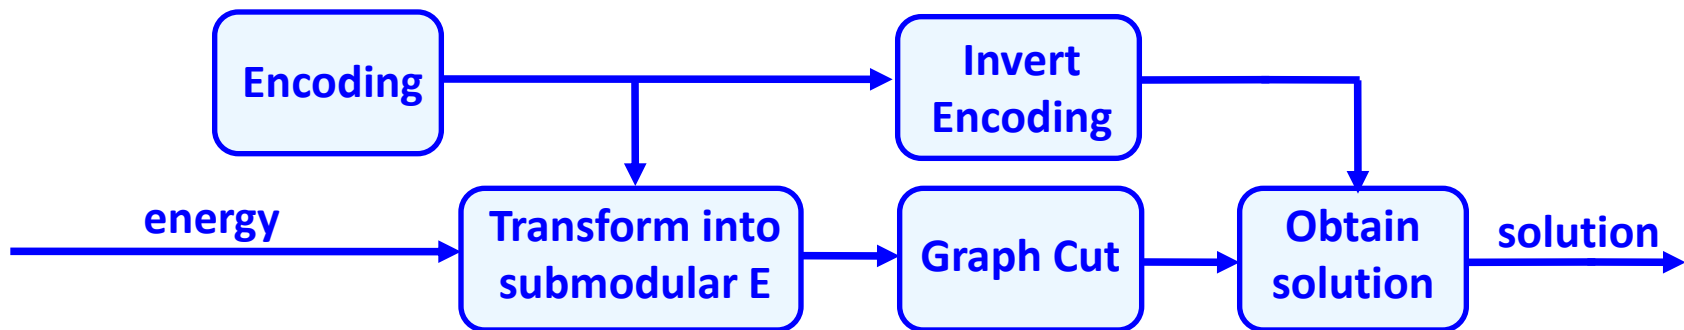 Encoding
Invert
Encoding
energy
Transform into
submodular E
Graph Cut
Obtain
solution
solution